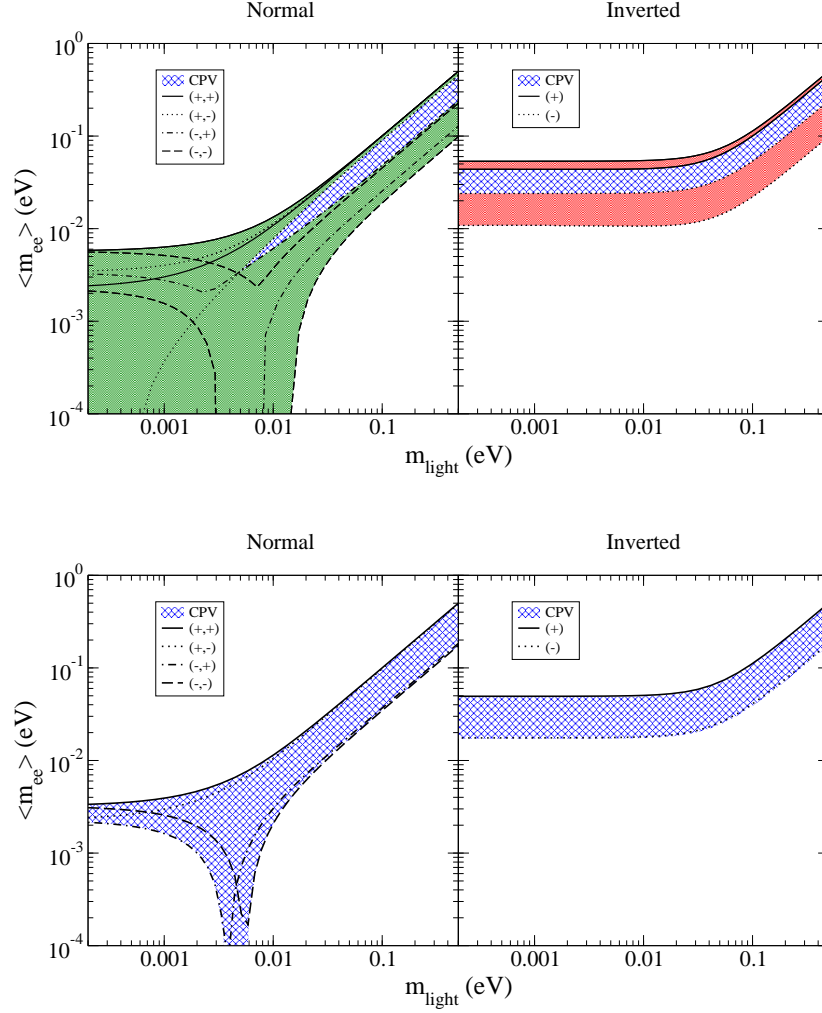 Normal Inverted
10^0
10^-1
10^-2
10^-3
10^-4
<m_ee> (eV)
CPV
(+,+)
(+,-)
(-,+)
(-,-)
CPV
(+)
(-)
0.001 0.01 0.1 0.001 0.01 0.1
m_light (eV) m_light (eV)
Normal Inverted
10^0
10^-1
10^-2
10^-3
10^-4
<m_ee> (eV)
CPV
(+,+)
(+,-)
(-,+)
(-,-)
CPV
(+)
(-)
0.001 0.01 0.1 0.001 0.01 0.1
m_light (eV) m_light (eV)